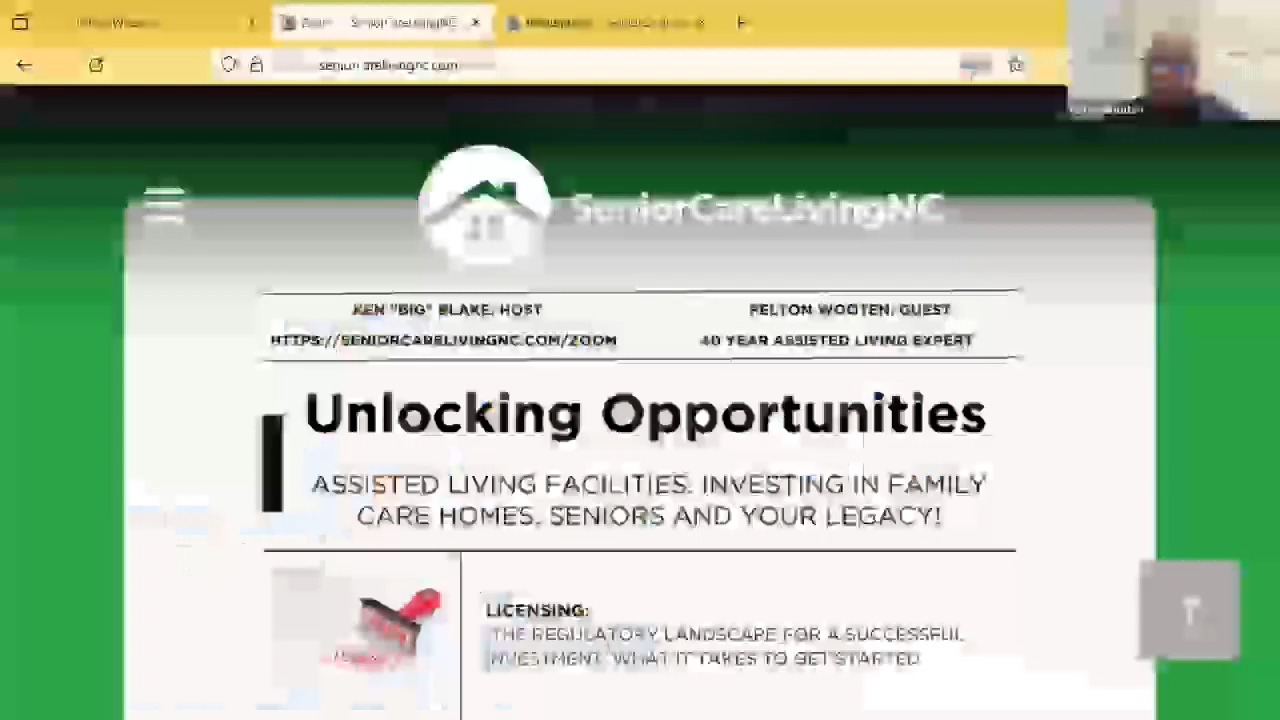 SeniorCareLivingNC
KEN "BIG" BLAKE, HOST
HTTPS://SENIORCARELIVINGNC.COM/ZOOM
FELTON WOOTEN, GUEST
40 YEAR ASSISTED LIVING EXPERT
Unlocking Opportunities
ASSISTED LIVING FACILITIES. INVESTING IN FAMILY
CARE HOMES. SENIORS AND YOUR LEGACY!
LICENSING:
THE REGULATORY LANDSCAPE FOR A SUCCESSFUL
INVESTMENT. WHAT IT TAKES TO GET STARTED